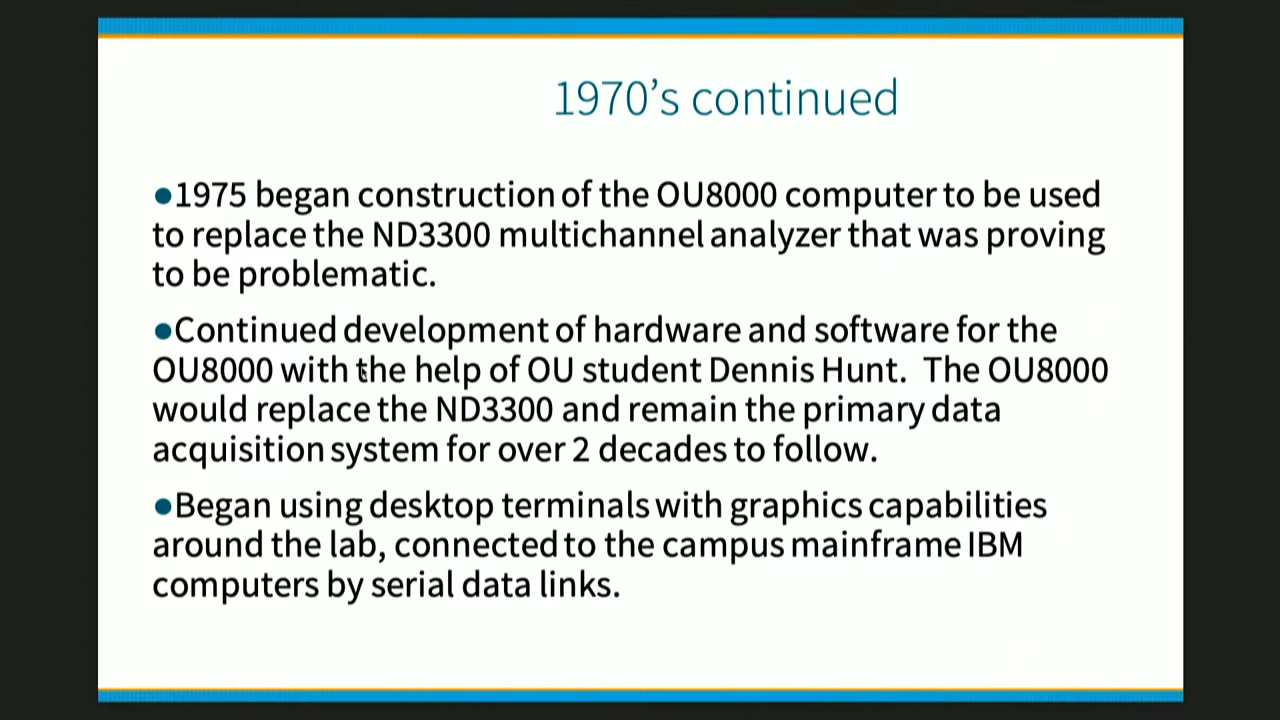 1970’s continued
●1975 began construction of the OU8000 computer to be used
to replace the ND3300 multichannel analyzer that was proving
to be problematic.
●Continued development of hardware and software for the
OU8000 with the help of OU student Dennis Hunt.  The OU8000
would replace the ND3300 and remain the primary data
acquisition system for over 2 decades to follow.
●Began using desktop terminals with graphics capabilities
around the lab, connected to the campus mainframe IBM
computers by serial data links.